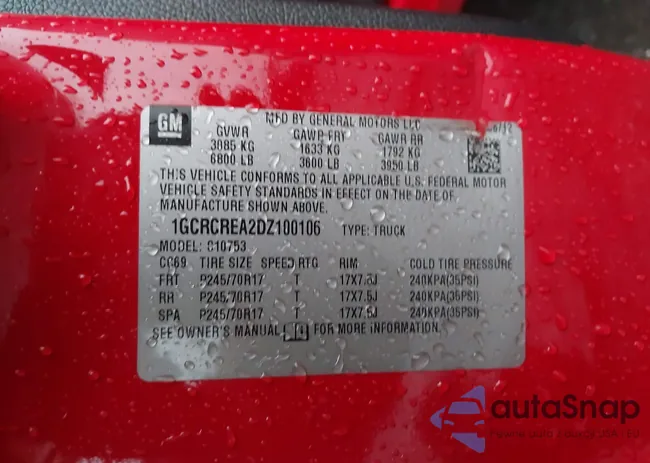 GM
MFD BY GENERAL MOTORS LLC
GVWR GAWR FRT GAWR RR
3085 KG 1633 KG 1792 KG
6800 LB 3600 LB 3950 LB
THIS VEHICLE CONFORMS TO ALL APPLICABLE U.S. FEDERAL MOTOR
VEHICLE SAFETY STANDARDS IN EFFECT ON THE DATE OF
MANUFACTURE SHOWN ABOVE.
1GCRCREA2DZ100106 TYPE: TRUCK
MODEL: C10753
CC69 TIRE SIZE SPEED RTG RIM COLD TIRE PRESSURE
FRT P245/70R17 T 17X7.5J 240KPA(35PSI)
RR P245/70R17 T 17X7.5J 240KPA(35PSI)
SPA P245/70R17 T 17X7.5J 240KPA(35PSI)
SEE OWNER'S MANUAL FOR MORE INFORMATION.
autaSnap